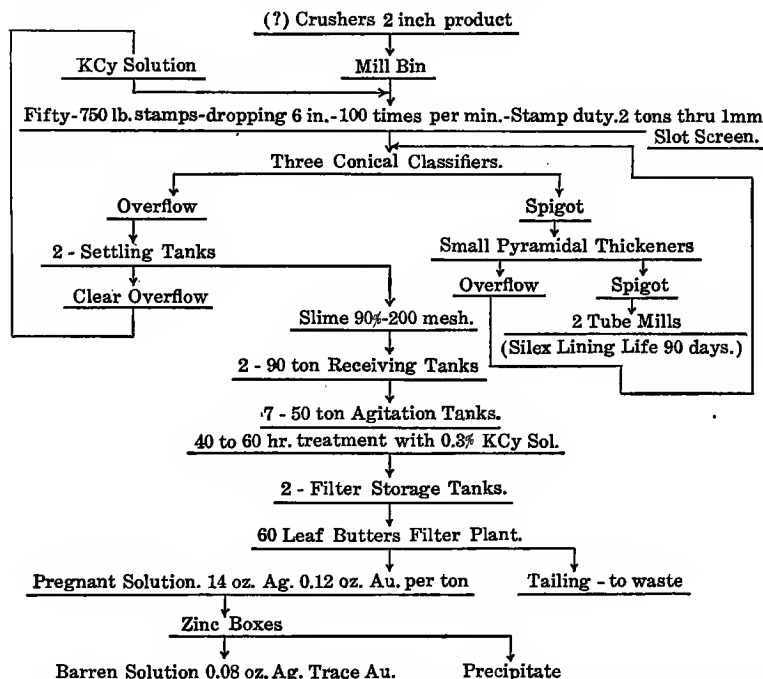 (?) Crushers 2 inch product
KCy Solution
Mill Bin
Fifty-750 lb. stamps-dropping 6 in.-100 times per min.-Stamp duty.2 tons thru 1mm
Slot Screen.
Three Conical Classifiers.
Overflow
Spigot
2 - Settling Tanks
Small Pyramidal Thickeners
Clear Overflow
Overflow
Spigot
Slime 90%-200 mesh.
2 Tube Mills
(Silex Lining Life 90 days.)
2 - 90 ton Receiving Tanks
7 - 50 ton Agitation Tanks.
40 to 60 hr. treatment with 0.3% KCy Sol.
2 - Filter Storage Tanks.
60 Leaf Butters Filter Plant.
Pregnant Solution. 14 oz. Ag. 0.12 oz. Au. per ton
Tailing - to waste
Zinc Boxes
Barren Solution 0.08 oz. Ag. Trace Au.
Precipitate